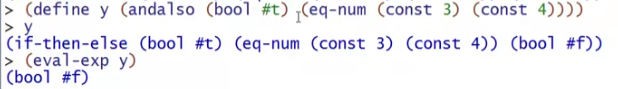 > (define y (andalso (bool #t) (eq-num (const 3) (const 4))))
> y
(if-then-else (bool #t) (eq-num (const 3) (const 4)) (bool #f))
> (eval-exp y)
(bool #f)